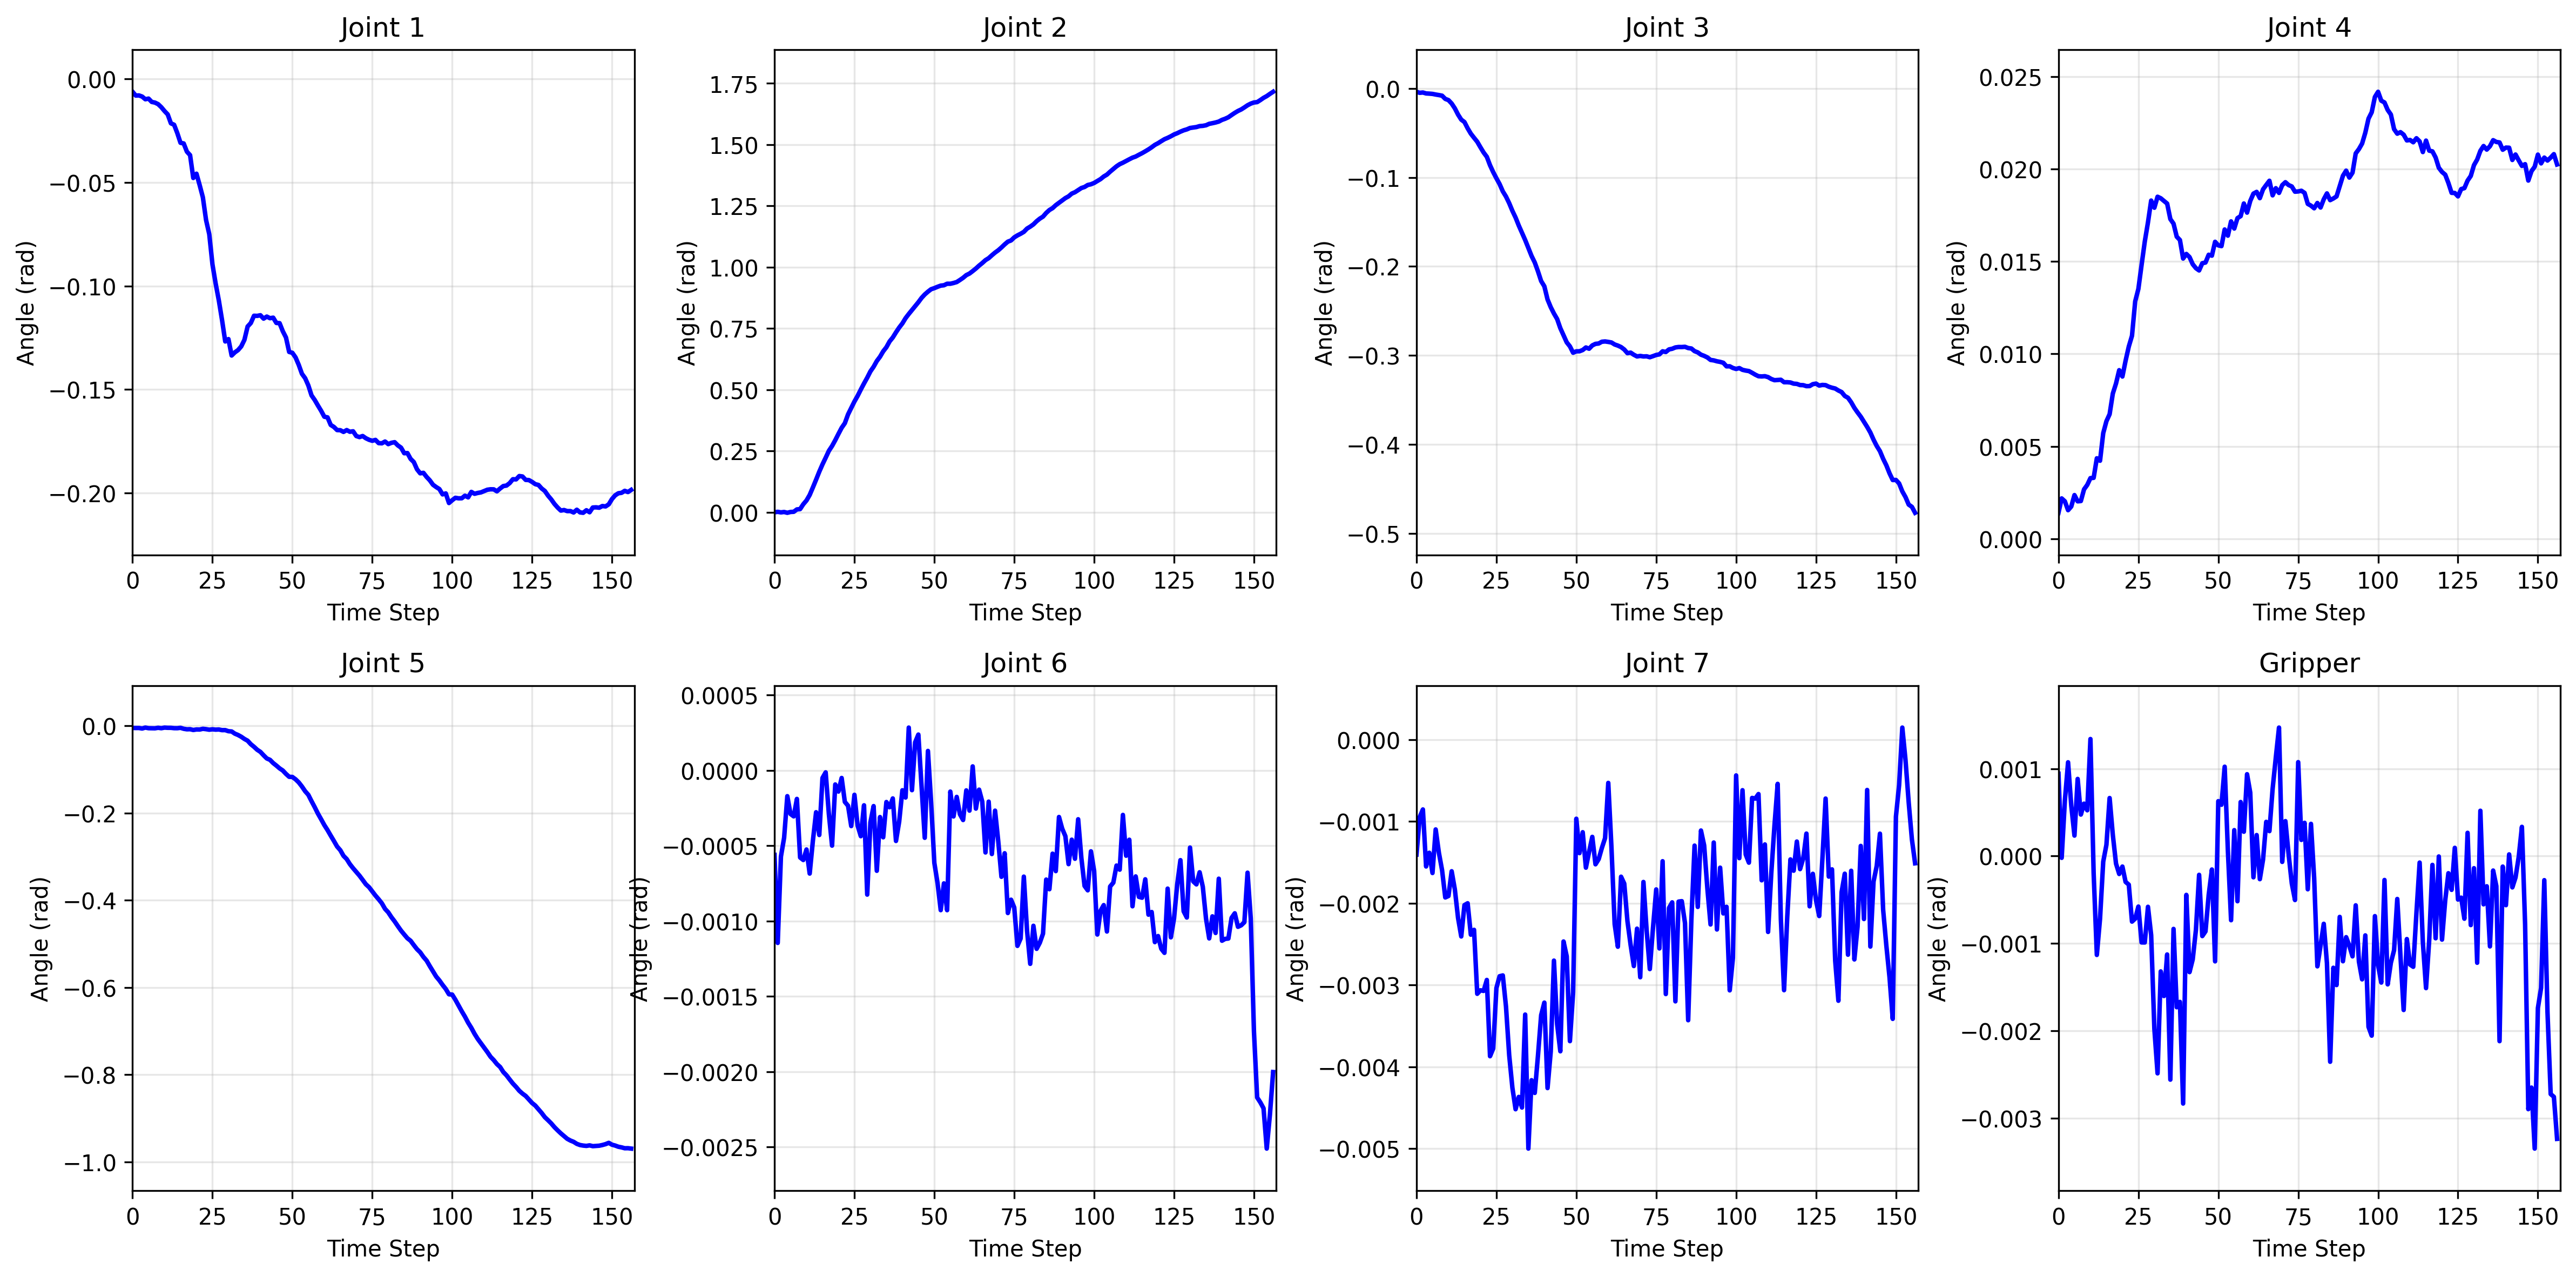 Joint 1
Joint 2
Joint 3
Joint 4
0.00
−0.05
−0.10
−0.15
−0.20
Angle (rad)
0 25 50 75 100 125 150
Time Step
1.75
1.50
1.25
1.00
0.75
0.50
0.25
0.00
Angle (rad)
0 25 50 75 100 125 150
Time Step
0.0
−0.1
−0.2
−0.3
−0.4
−0.5
Angle (rad)
0 25 50 75 100 125 150
Time Step
0.025
0.020
0.015
0.010
0.005
0.000
Angle (rad)
0 25 50 75 100 125 150
Time Step
Joint 5
Joint 6
Joint 7
Gripper
0.0
−0.2
−0.4
−0.6
−0.8
−1.0
Angle (rad)
0 25 50 75 100 125 150
Time Step
0.0005
0.0000
−0.0005
−0.0010
−0.0015
−0.0020
−0.0025
Angle (rad)
0 25 50 75 100 125 150
Time Step
0.000
−0.001
−0.002
−0.003
−0.004
−0.005
Angle (rad)
0 25 50 75 100 125 150
Time Step
0.001
0.000
−0.001
−0.002
−0.003
Angle (rad)
0 25 50 75 100 125 150
Time Step